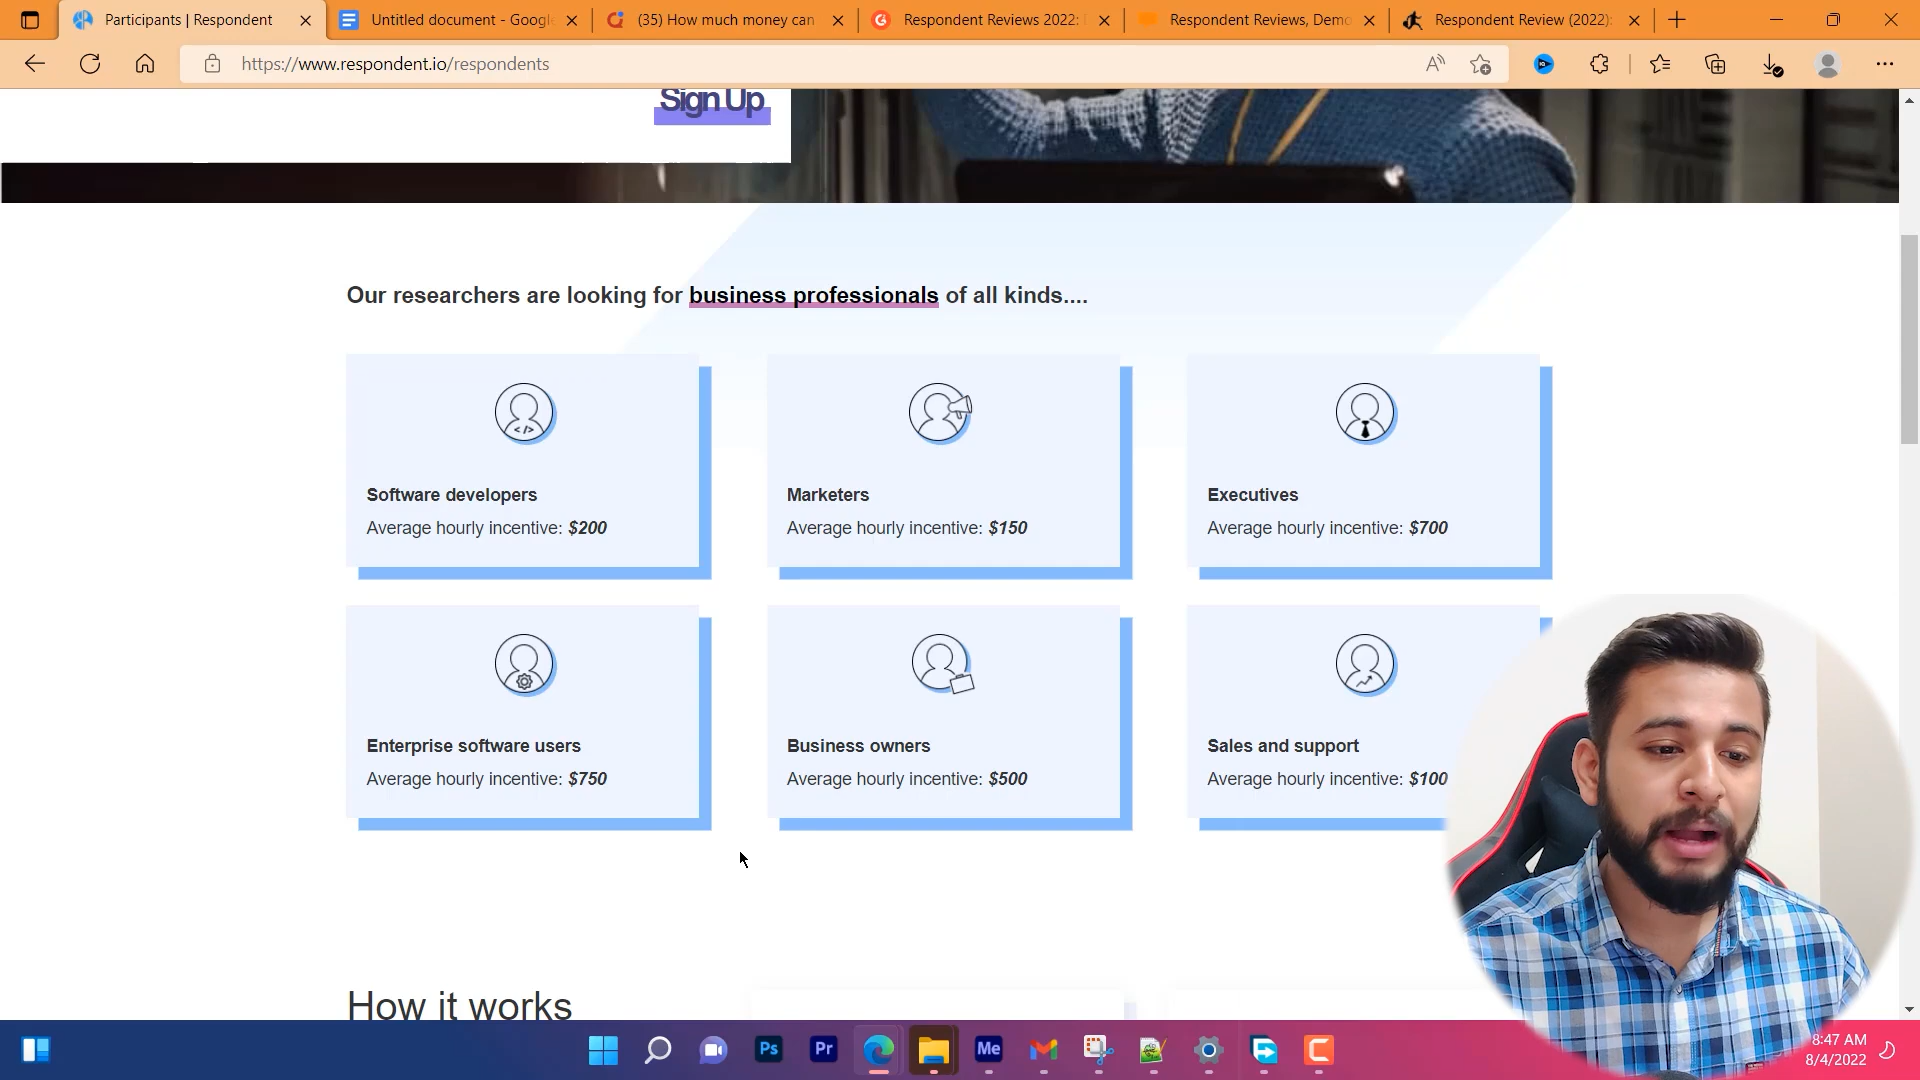 Participants | Respondent
Untitled document - Google
(35) How much money can
Respondent Reviews 2022:
Respondent Reviews, Demo
Respondent Review (2022):
https://www.respondent.io/respondents
Sign Up
Our researchers are looking for business professionals of all kinds....
Software developers
Average hourly incentive: $200
Marketers
Average hourly incentive: $150
Executives
Average hourly incentive: $700
Enterprise software users
Average hourly incentive: $750
Business owners
Average hourly incentive: $500
Sales and support
Average hourly incentive: $100
How it works
Ps
Pr
Me
8:47 AM
8/4/2022